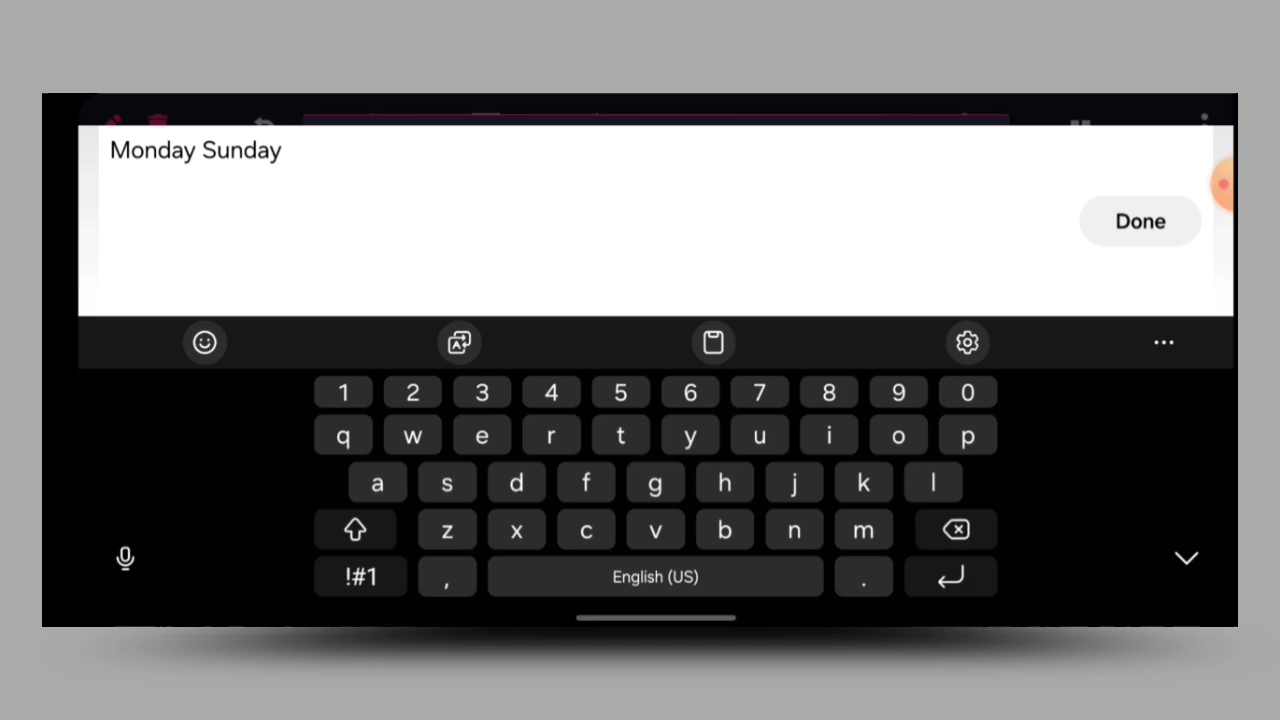 Monday Sunday
Done
1 2 3 4 5 6 7 8 9 0
q w e r t y u i o p
a s d f g h j k l
z x c v b n m
!#1 , English (US) .